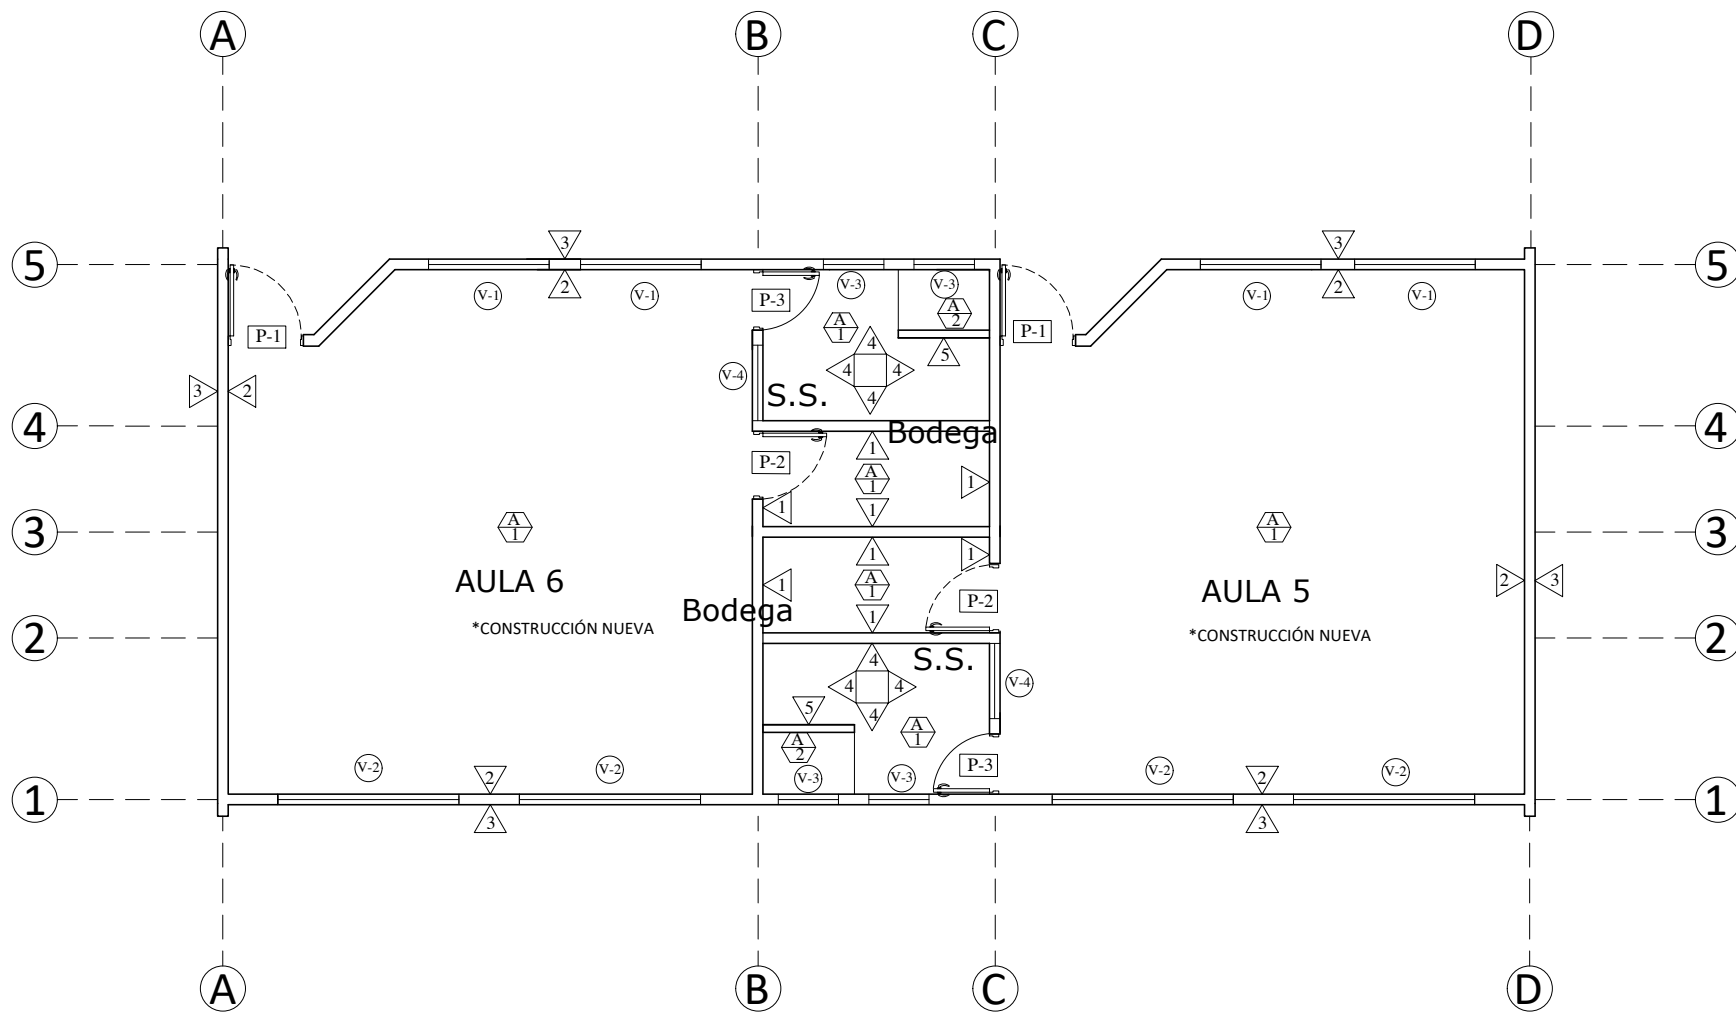 A B C D
5 3 3 5
2 2
V-1 V-1 P-3 V-3 V-3 V-1 V-1
A
2
A
1
P-1 P-1
4
5
V-4 4 4
3 2 S.S. 4
4 Bodega 4
1
P-2
A
1
1
1 1
A
1
A
1
3 3
1 1
AULA 6 1 A
1
AULA 5 2 3
Bodega 1 P-2
*CONSTRUCCIÓN NUEVA *CONSTRUCCIÓN NUEVA
2 2
4 S.S.
4 4 V-4
5 4
A
1
A
2
V-2 V-2 V-3 V-3 P-3 V-2 V-2
2 2
1 1
3 3
A B C D